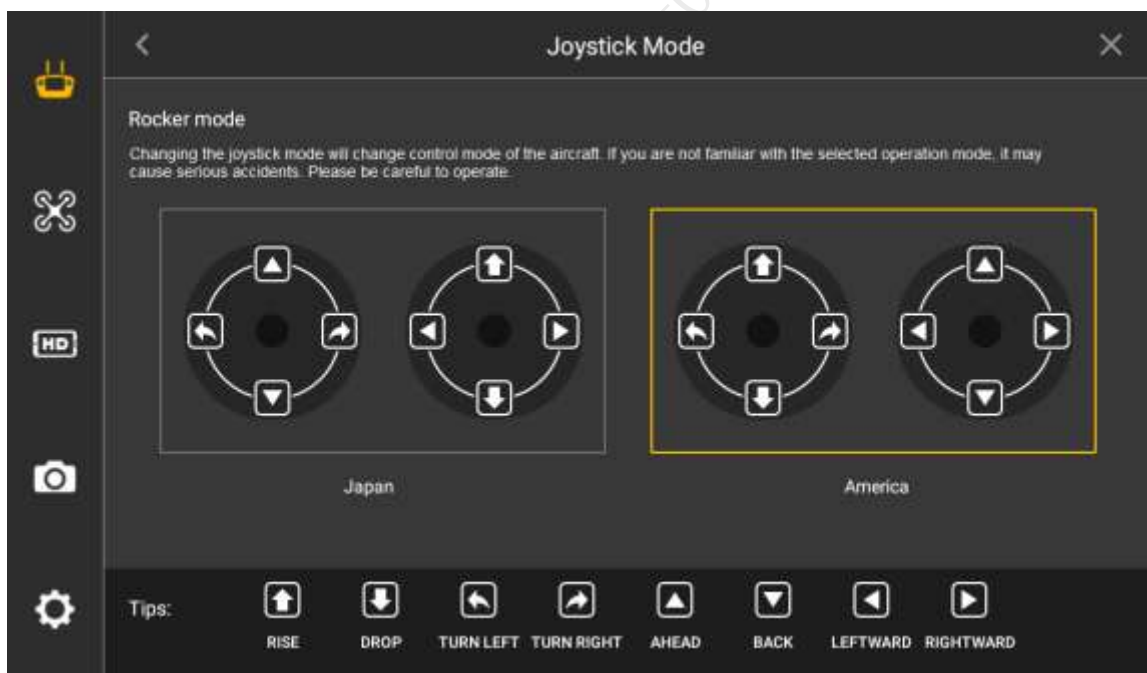 Joystick Mode
Rocker mode
Changing the joystick mode will change control mode of the aircraft. If you are not familiar with the selected operation mode, it may
cause serious accidents. Please be careful to operate.
HD
Japan
America
Tips:
RISE
DROP
TURN LEFT
TURN RIGHT
AHEAD
BACK
LEFTWARD
RIGHTWARD